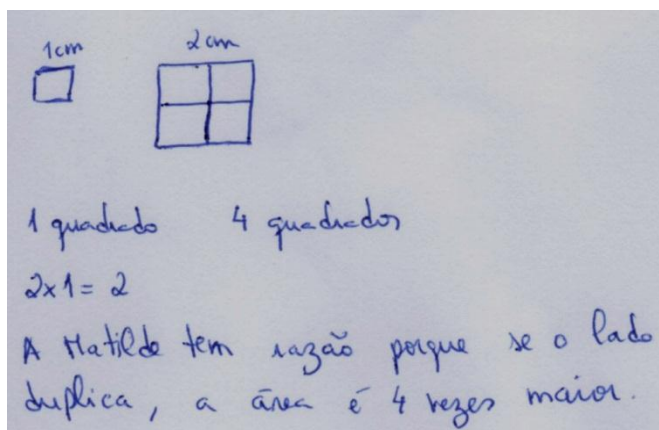 1cm 2cm
1 quadrado 4 quadrados
2x1= 2
A Matilde tem razão porque se o lado
duplica, a área é 4 vezes maior.